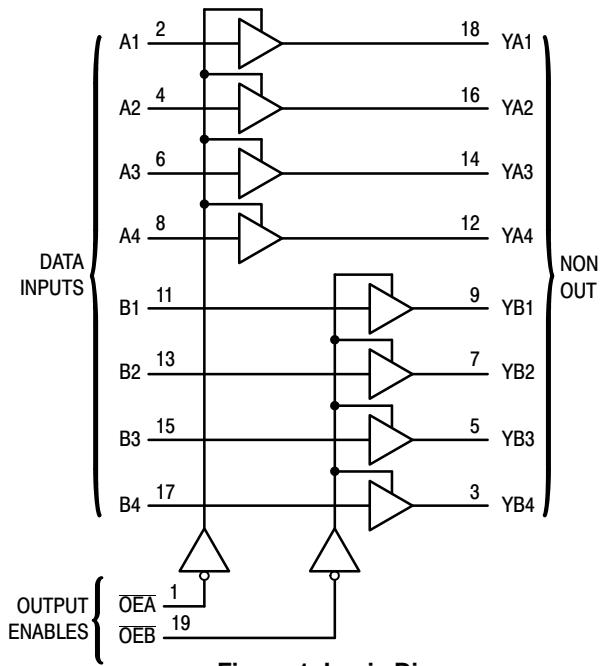 A1 2 18 YA1
A2 4 16 YA2
A3 6 14 YA3
A4 8 12 YA4
DATA
INPUTS
NON
OUT
B1 11 9 YB1
B2 13 7 YB2
B3 15 5 YB3
B4 17 3 YB4
OUTPUT
ENABLES
O̅E̅A̅ 1
O̅E̅B̅ 19